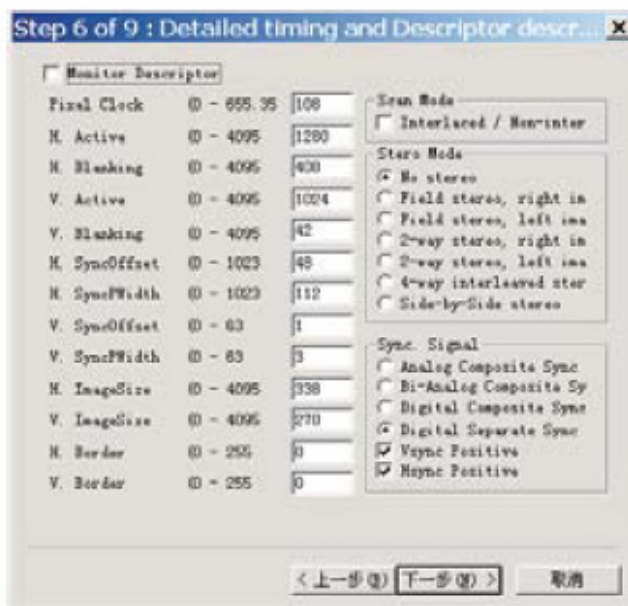 Step 6 of 9 : Detailed timing and Descriptor descr...
Monitor Descriptor
Pixel Clock (0 - 655.35 108
H. Active (0 - 4095 1280
H. Blanking (0 - 4095 408
V. Active (0 - 4095 1024
V. Blanking (0 - 4095 42
H. SyncOffset (0 - 1023 48
H. SyncPWidth (0 - 1023 112
V. SyncOffset (0 - 63 1
V. SyncPWidth (0 - 63 3
H. ImageSize (0 - 4095 338
V. ImageSize (0 - 4095 270
H. Border (0 - 255 0
V. Border (0 - 255 0
Scan Mode
Interlaced / Non-inter
Stero Mode
No stereo
Field stereo, right im
Field stereo, left ima
2-way stereo, right im
2-way stereo, left ima
4-way interleaved ster
Side-by-Side stereo
Sync. Signal
Analog Composite Sync
Bi-Analog Composite Sy
Digital Composite Sync
Digital Separate Sync
Vsync Positive
Hsync Positive
< 上一步(B) 下一步(N) > 取消